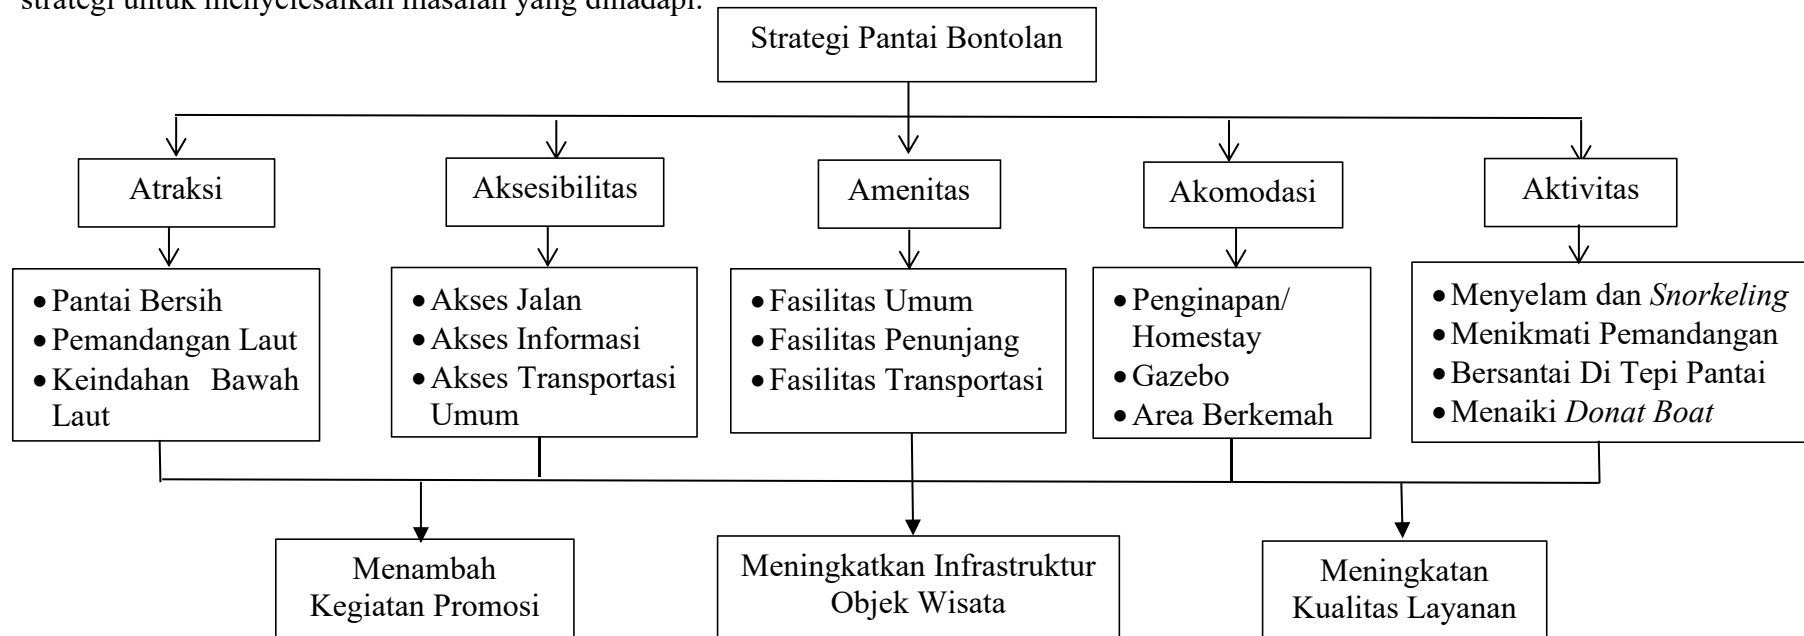 strategi untuk menyelesaikan masalah yang dihadapi.
Strategi Pantai Bontolan
Atraksi
Aksesibilitas
Amenitas
Akomodasi
Aktivitas
•Pantai Bersih
•Pemandangan Laut
•Keindahan Bawah
Laut
•Akses Jalan
•Akses Informasi
•Akses Transportasi
Umum
•Fasilitas Umum
•Fasilitas Penunjang
•Fasilitas Transportasi
•Penginapan/
Homestay
•Gazebo
•Area Berkemah
•Menyelam dan Snorkeling
•Menikmati Pemandangan
•Bersantai Di Tepi Pantai
•Menaiki Donat Boat
Menambah
Kegiatan Promosi
Meningkatkan Infrastruktur
Objek Wisata
Meningkatan
Kualitas Layanan